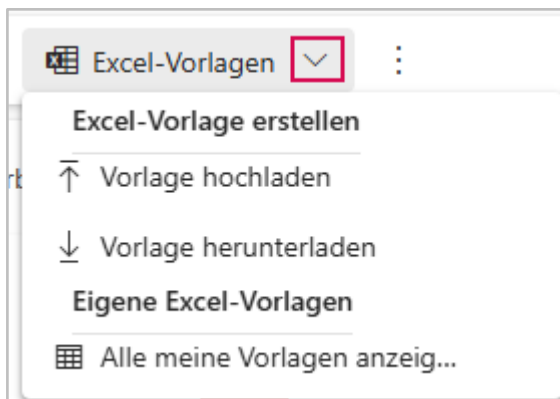 Excel-Vorlagen
Excel-Vorlage erstellen
Vorlage hochladen
Vorlage herunterladen
Eigene Excel-Vorlagen
Alle meine Vorlagen anzeig...